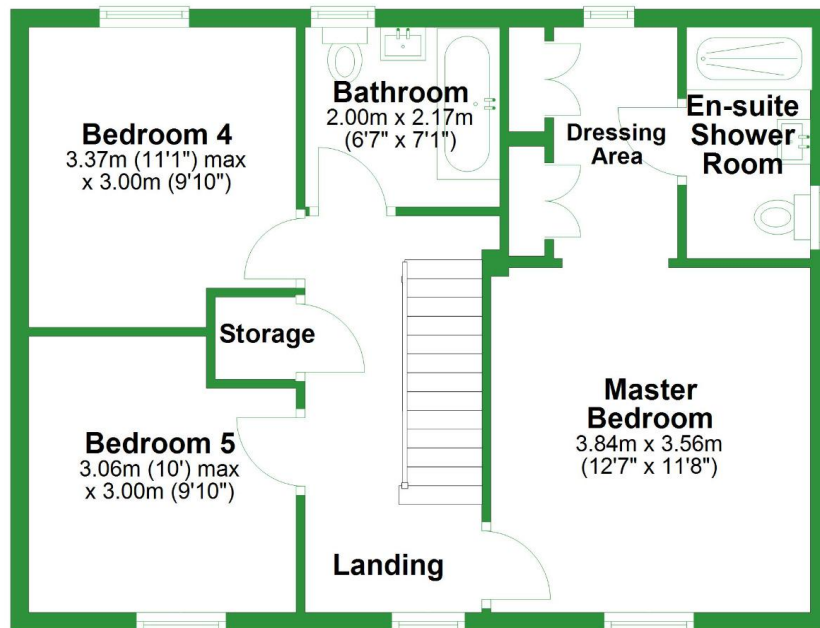 Bedroom 4
3.37m (11'1") max
x 3.00m (9'10")
Bathroom
2.00m x 2.17m
(6'7" x 7'1")
Dressing
Area
En-suite
Shower
Room
Storage
Bedroom 5
3.06m (10') max
x 3.00m (9'10")
Master
Bedroom
3.84m x 3.56m
(12'7" x 11'8")
Landing